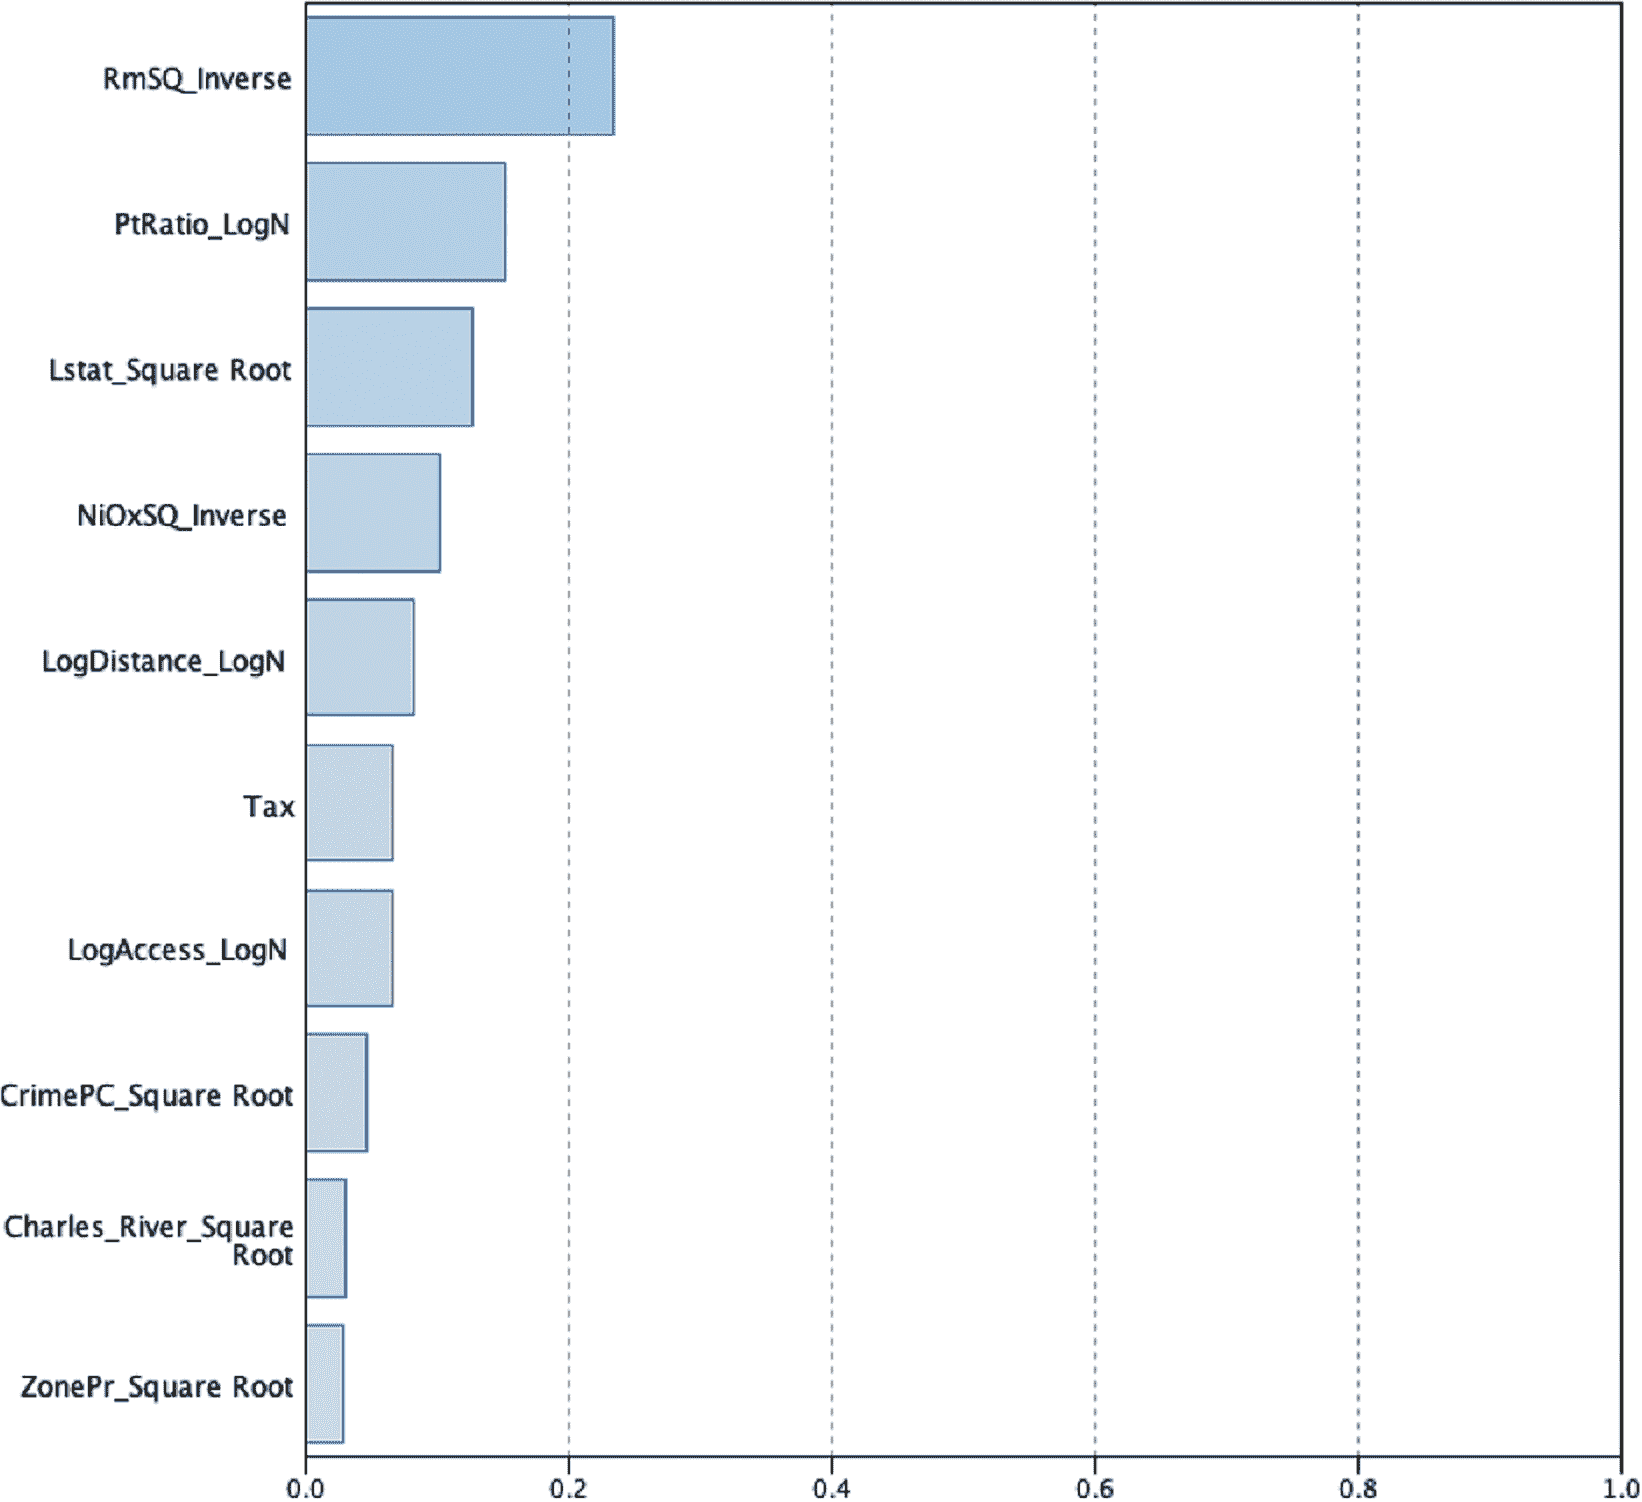 RmSQ_Inverse
PtRatio_LogN
Lstat_Square Root
NiOxSQ_Inverse
LogDistance_LogN
Tax
LogAccess_LogN
CrimePC_Square Root
Charles_River_Square
Root
ZonePr_Square Root
0.0 0.2 0.4 0.6 0.8 1.0